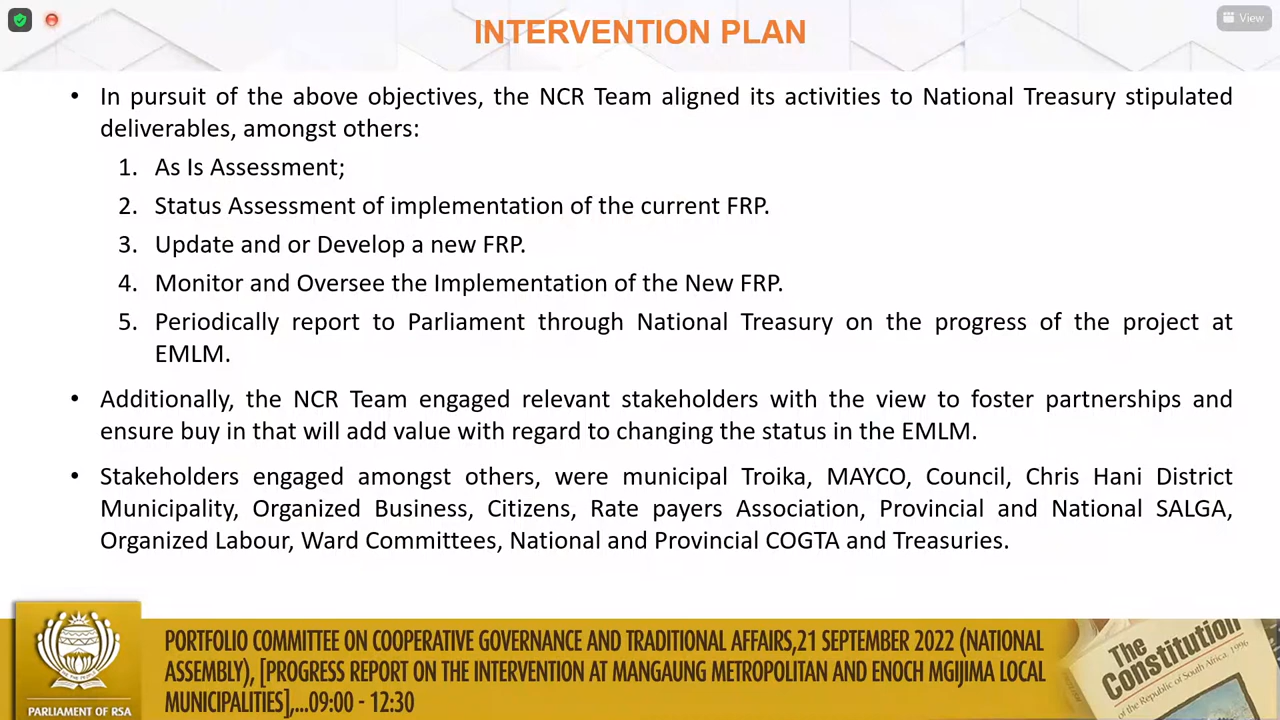 View
INTERVENTION PLAN
• In pursuit of the above objectives, the NCR Team aligned its activities to National Treasury stipulated
deliverables, amongst others:
1. As Is Assessment;
2. Status Assessment of implementation of the current FRP.
3. Update and or Develop a new FRP.
4. Monitor and Oversee the Implementation of the New FRP.
5. Periodically report to Parliament through National Treasury on the progress of the project at
EMLM.
• Additionally, the NCR Team engaged relevant stakeholders with the view to foster partnerships and
ensure buy in that will add value with regard to changing the status in the EMLM.
• Stakeholders engaged amongst others, were municipal Troika, MAYCO, Council, Chris Hani District
Municipality, Organized Business, Citizens, Rate payers Association, Provincial and National SALGA,
Organized Labour, Ward Committees, National and Provincial COGTA and Treasuries.
PORTFOLIO COMMITTEE ON COOPERATIVE GOVERNANCE AND TRADITIONAL AFFAIRS,21 SEPTEMBER 2022 (NATIONAL
ASSEMBLY), [PROGRESS REPORT ON THE INTERVENTION AT MANGAUNG METROPOLITAN AND ENOCH MGIJIMA LOCAL
MUNICIPALITIES],...09:00 - 12:30
PARLIAMENT OF RSA
The
Constitution
of the Republic of South Africa, 1996